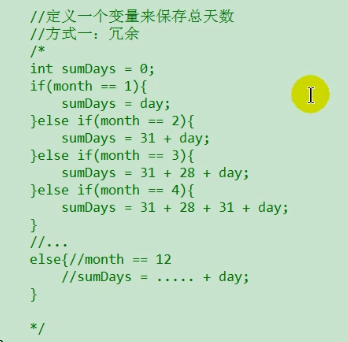 //定义一个变量来保存总天数
//方式一：冗余
/*
int sumDays = 0;
if(month == 1){
    sumDays = day;
}else if(month == 2){
    sumDays = 31 + day;
}else if(month == 3){
    sumDays = 31 + 28 + day;
}else if(month == 4){
    sumDays = 31 + 28 + 31 + day;
}
//...
else{//month == 12
    //sumDays = ..... + day;
}
*/